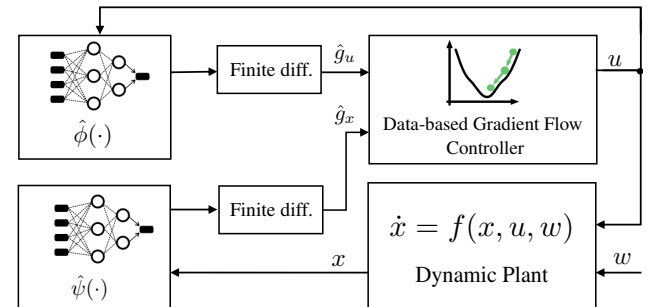 Finite diff.
ĝ_u
u
ĝ_x
Data-based Gradient Flow
Controller
ϕ̂(·)
Finite diff.
ẋ = f(x, u, w)
x
w
Dynamic Plant
ψ̂(·)